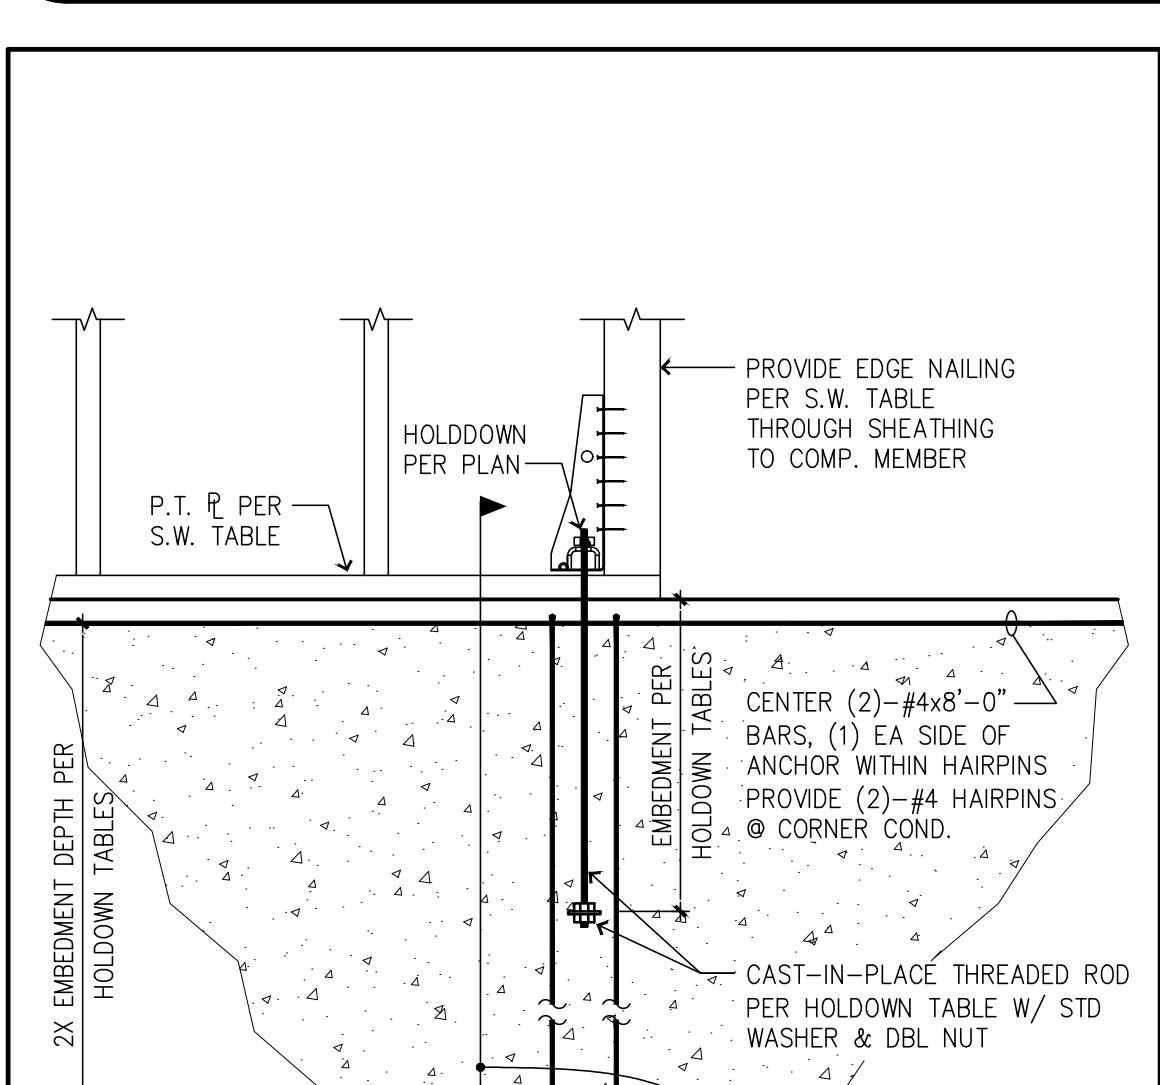 PROVIDE EDGE NAILING
PER S.W. TABLE
THROUGH SHEATHING
TO COMP. MEMBER
HOLDDOWN
PER PLAN
P.T. ⅊ PER
S.W. TABLE
EMBEDMENT PER
HOLDOWN TABLES
CENTER (2)-#4x8'-0"
BARS, (1) EA SIDE OF
ANCHOR WITHIN HAIRPINS
PROVIDE (2)-#4 HAIRPINS
@ CORNER COND.
2X EMBEDMENT DEPTH PER
HOLDOWN TABLES
CAST-IN-PLACE THREADED ROD
PER HOLDOWN TABLE W/ STD
WASHER & DBL NUT